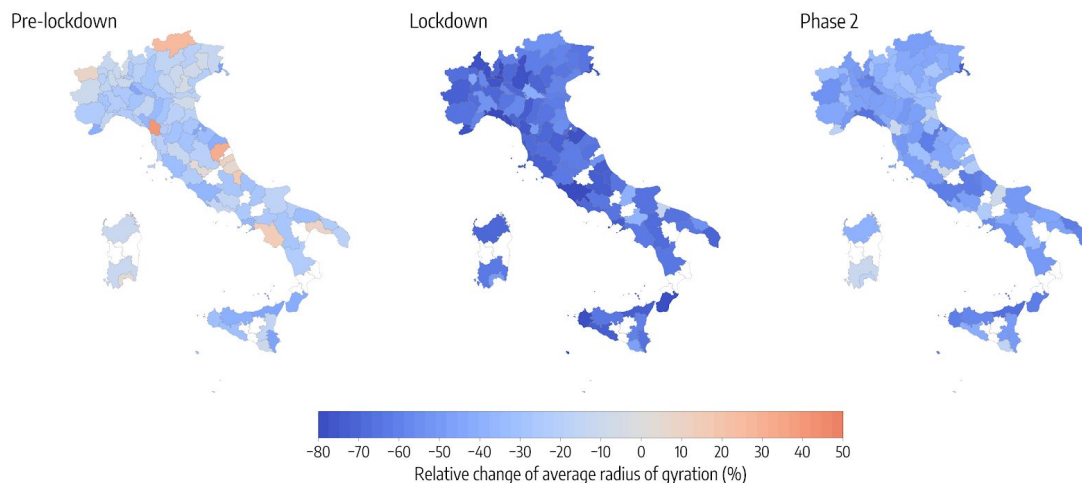 Pre-lockdown
Lockdown
Phase 2
−80 −70 −60 −50 −40 −30 −20 −10 0 10 20 30 40 50
Relative change of average radius of gyration (%)